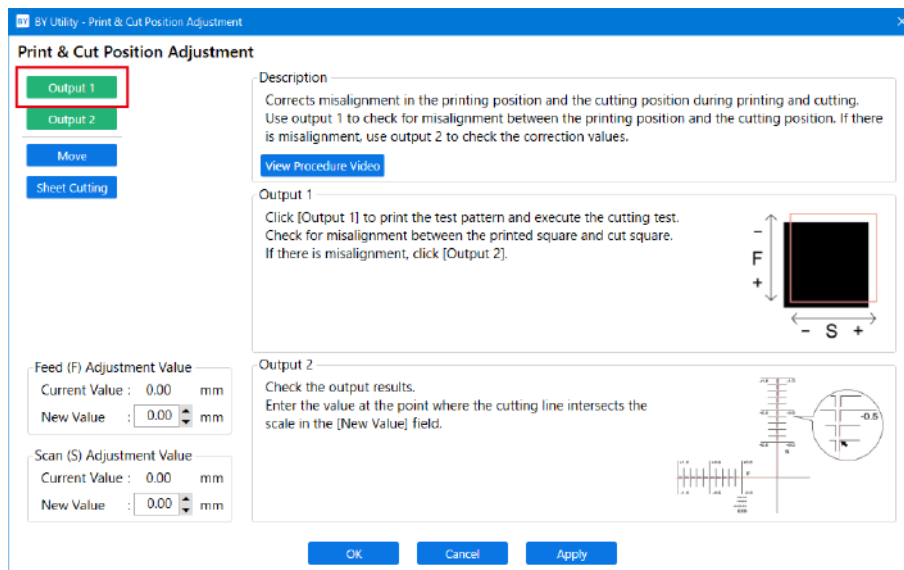 BY BY Utility - Print & Cut Position Adjustment
Print & Cut Position Adjustment
Output 1
Output 2
Move
Sheet Cutting
Description
Corrects misalignment in the printing position and the cutting position during printing and cutting.
Use output 1 to check for misalignment between the printing position and the cutting position. If there
is misalignment, use output 2 to check the correction values.
View Procedure Video
Output 1
Click [Output 1] to print the test pattern and execute the cutting test.
Check for misalignment between the printed square and cut square.
If there is misalignment, click [Output 2].
-
F
+
- S +
Feed (F) Adjustment Value
Current Value : 0.00 mm
New Value : 0.00 mm
Scan (S) Adjustment Value
Current Value : 0.00 mm
New Value : 0.00 mm
Output 2
Check the output results.
Enter the value at the point where the cutting line intersects the
scale in the [New Value] field.
-0.5
S
F
OK Cancel Apply